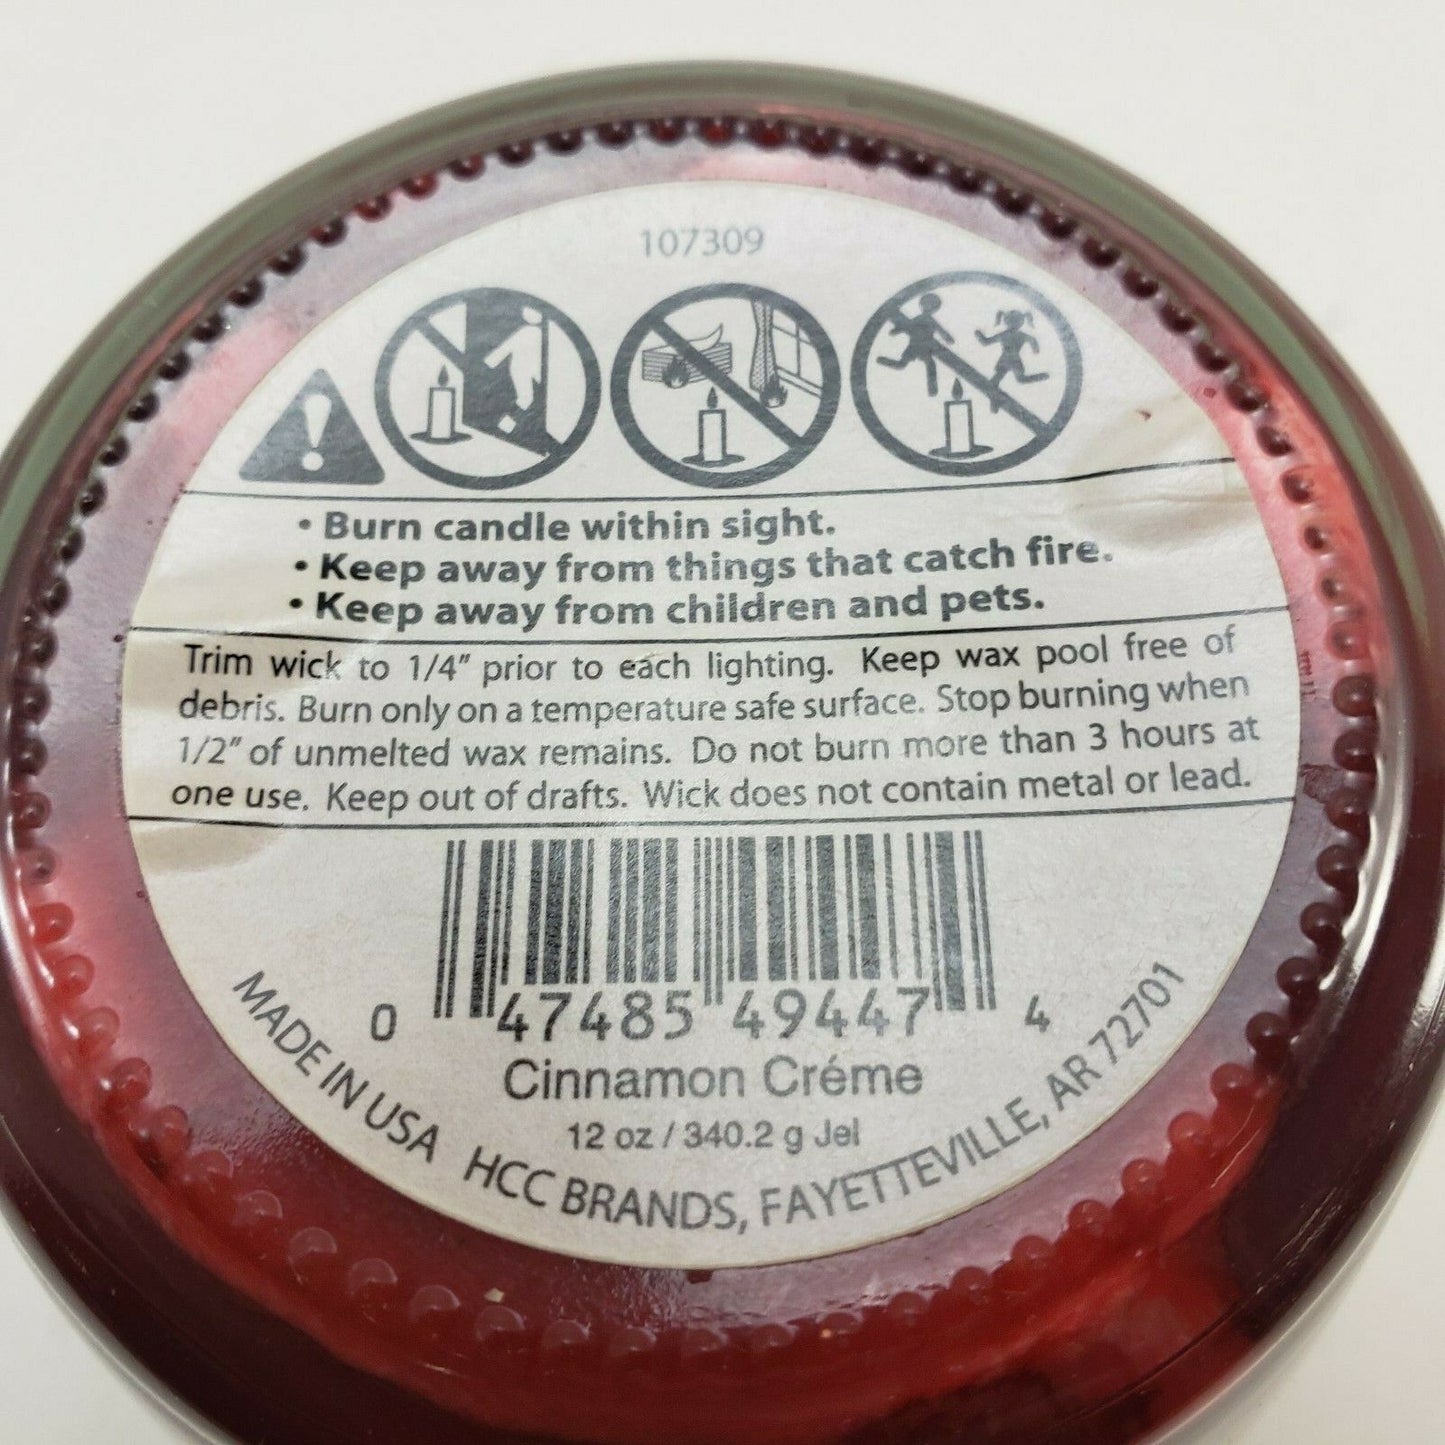 107309
• Burn candle within sight.
• Keep away from things that catch fire.
• Keep away from children and pets.
Trim wick to 1/4" prior to each lighting. Keep wax pool free of
debris. Burn only on a temperature safe surface. Stop burning when
1/2" of unmelted wax remains. Do not burn more than 3 hours at
one use. Keep out of drafts. Wick does not contain metal or lead.
0 47485 49447 4
Cinnamon Créme
12 oz / 340.2 g Jel
MADE IN USA HCC BRANDS, FAYETTEVILLE, AR 72701